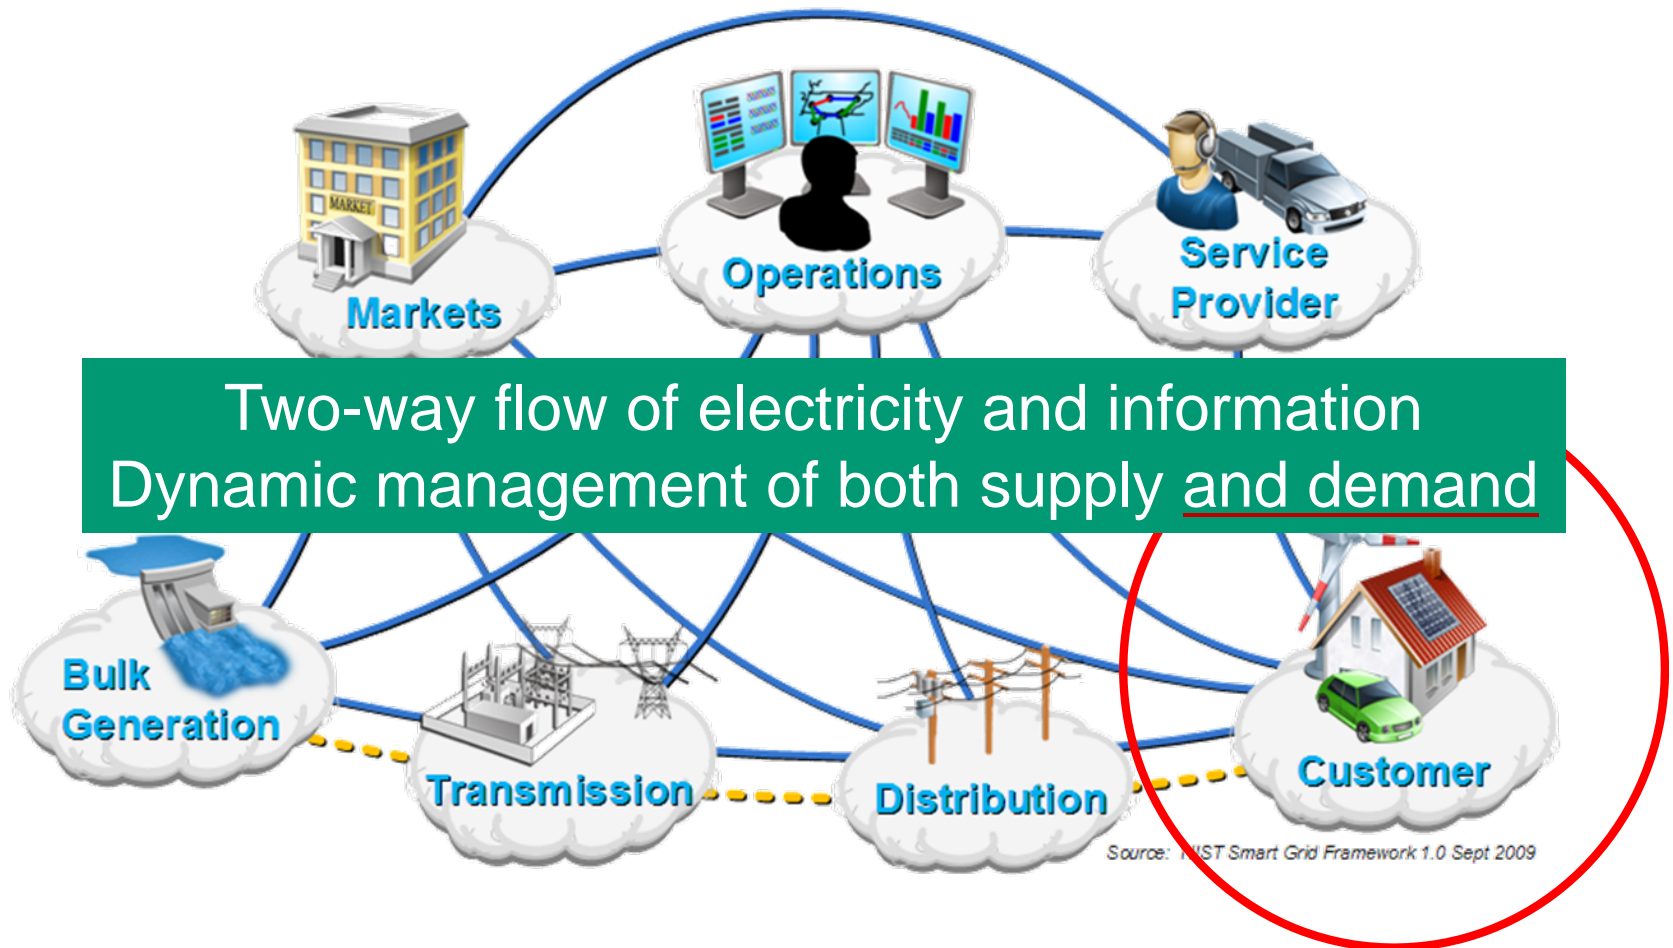 MARKET
Markets
Operations
Service
Provider
Two-way flow of electricity and information
Dynamic management of both supply and demand
Bulk
Generation
Transmission
Distribution
Customer
Source: NIST Smart Grid Framework 1.0 Sept 2009